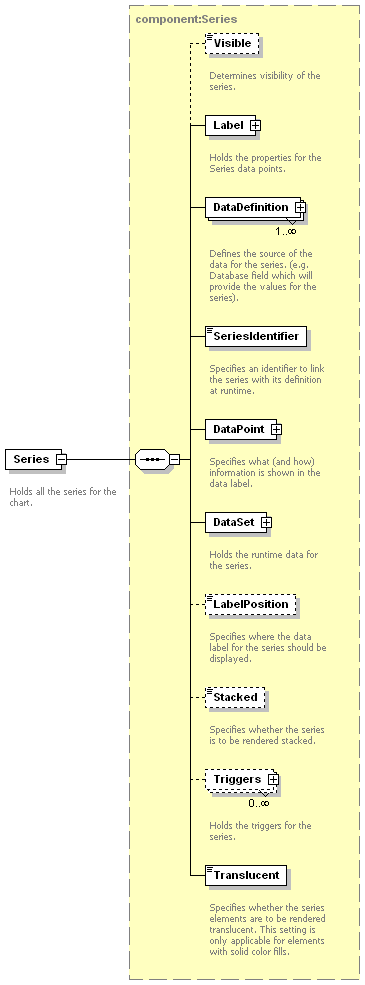 component:Series
Visible
Determines visibility of the
series.
Label
Holds the properties for the
Series data points.
DataDefinition
1..∞
Defines the source of the
data for the series. (e.g.
Database field which will
provide the values for the
series).
SeriesIdentifier
Specifies an identifier to link
the series with its definition
at runtime.
DataPoint
Specifies what (and how)
information is shown in the
data label.
Series
Holds all the series for the
chart.
DataSet
Holds the runtime data for
the series.
LabelPosition
Specifies where the data
label for the series should be
displayed.
Stacked
Specifies whether the series
is to be rendered stacked.
Triggers
0..∞
Holds the triggers for the
series.
Translucent
Specifies whether the series
elements are to be rendered
translucent. This setting is
only applicable for elements
with solid color fills.